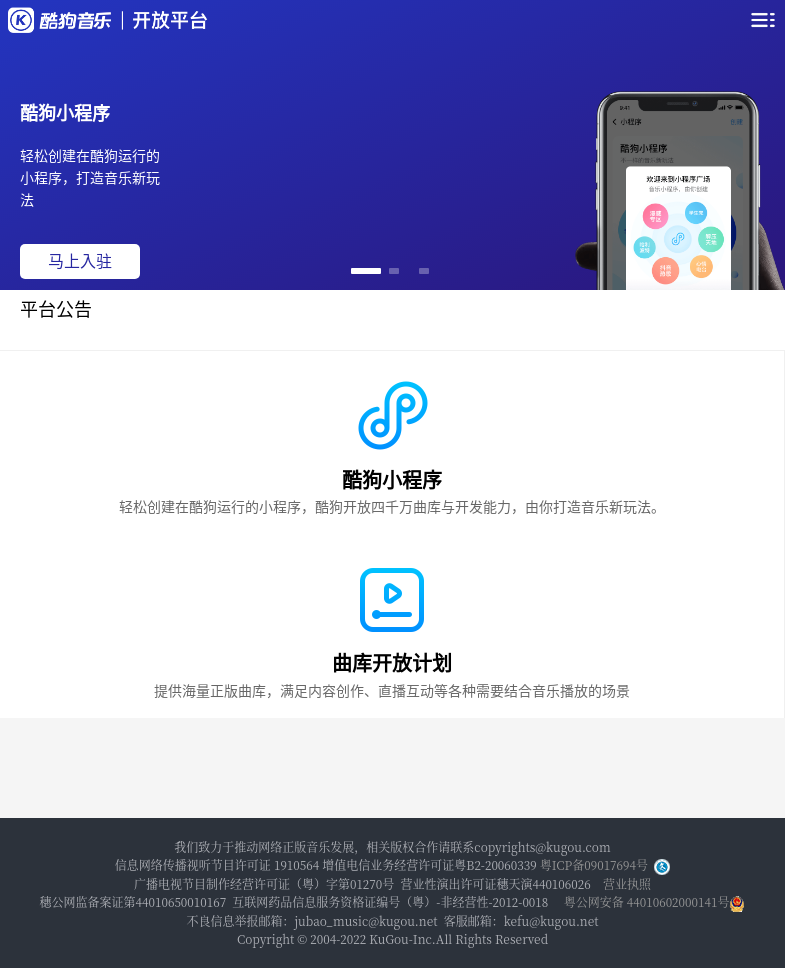 酷狗音乐 | 开放平台
酷狗小程序
轻松创建在酷狗运行的
小程序，打造音乐新玩
法
马上入驻
9:41
小程序
酷狗小程序
欢迎来到小程序广场
音乐小程序，由你创建
平台公告
酷狗小程序
轻松创建在酷狗运行的小程序，酷狗开放四千万曲库与开发能力，由你打造音乐新玩法。
曲库开放计划
提供海量正版曲库，满足内容创作、直播互动等各种需要结合音乐播放的场景
我们致力于推动网络正版音乐发展，相关版权合作请联系copyrights@kugou.com
信息网络传播视听节目许可证 1910564 增值电信业务经营许可证粤B2-20060339 粤ICP备09017694号
广播电视节目制作经营许可证（粤）字第01270号 营业性演出许可证穗天演440106026 营业执照
穗公网监备案证第44010650010167 互联网药品信息服务资格证编号（粤）-非经营性-2012-0018 粤公网安备 44010602000141号
不良信息举报邮箱：jubao_music@kugou.net 客服邮箱：kefu@kugou.net
Copyright © 2004-2022 KuGou-Inc.All Rights Reserved